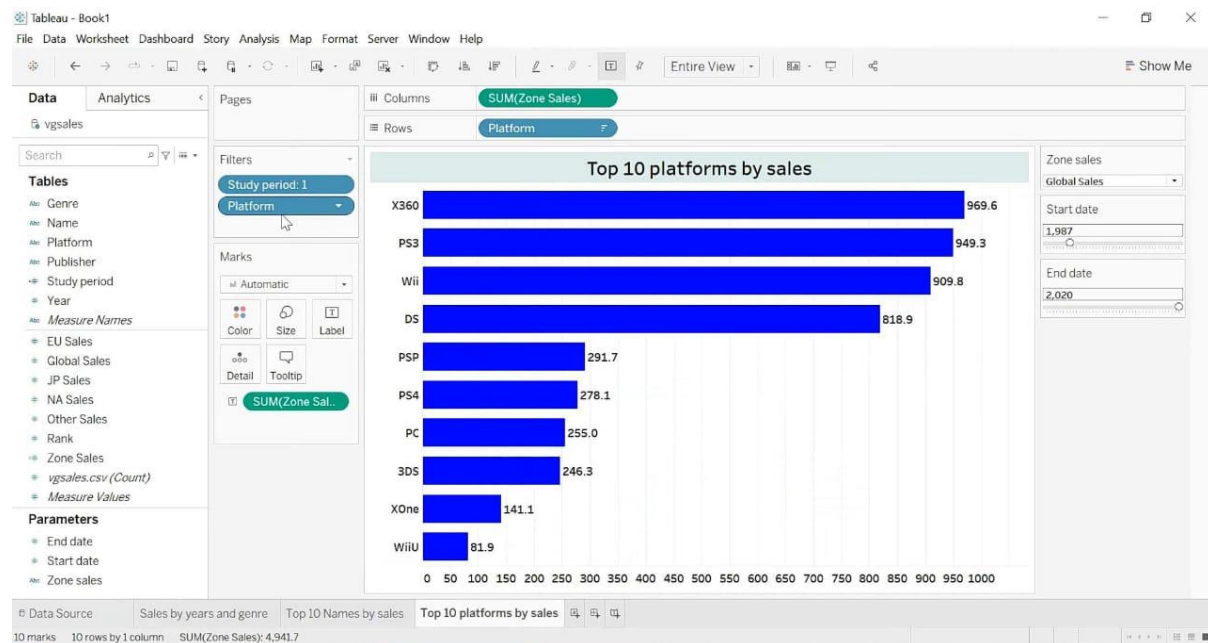 Tableau - Book1
File Data Worksheet Dashboard Story Analysis Map Format Server Window Help
Entire View
Show Me
Data Analytics
vgsales
Search
Tables
Abc Genre
Abc Name
Abc Platform
Abc Publisher
Study period
Year
Abc Measure Names
EU Sales
Global Sales
JP Sales
NA Sales
Other Sales
Rank
Zone Sales
vgsales.csv (Count)
Measure Values
Parameters
End date
Start date
Abc Zone sales
Pages
Filters
Study period: 1
Platform
Marks
Automatic
Color Size Label
Detail Tooltip
SUM(Zone Sal..
Columns SUM(Zone Sales)
Rows Platform
Top 10 platforms by sales
X360 969.6
PS3 949.3
Wii 909.8
DS 818.9
PSP 291.7
PS4 278.1
PC 255.0
3DS 246.3
XOne 141.1
WiiU 81.9
0 50 100 150 200 250 300 350 400 450 500 550 600 650 700 750 800 850 900 950 1000
Zone sales
Global Sales
Start date
1,987
End date
2,020
Data Source Sales by years and genre Top 10 Names by sales Top 10 platforms by sales
10 marks 10 rows by 1 column SUM(Zone Sales): 4,941.7